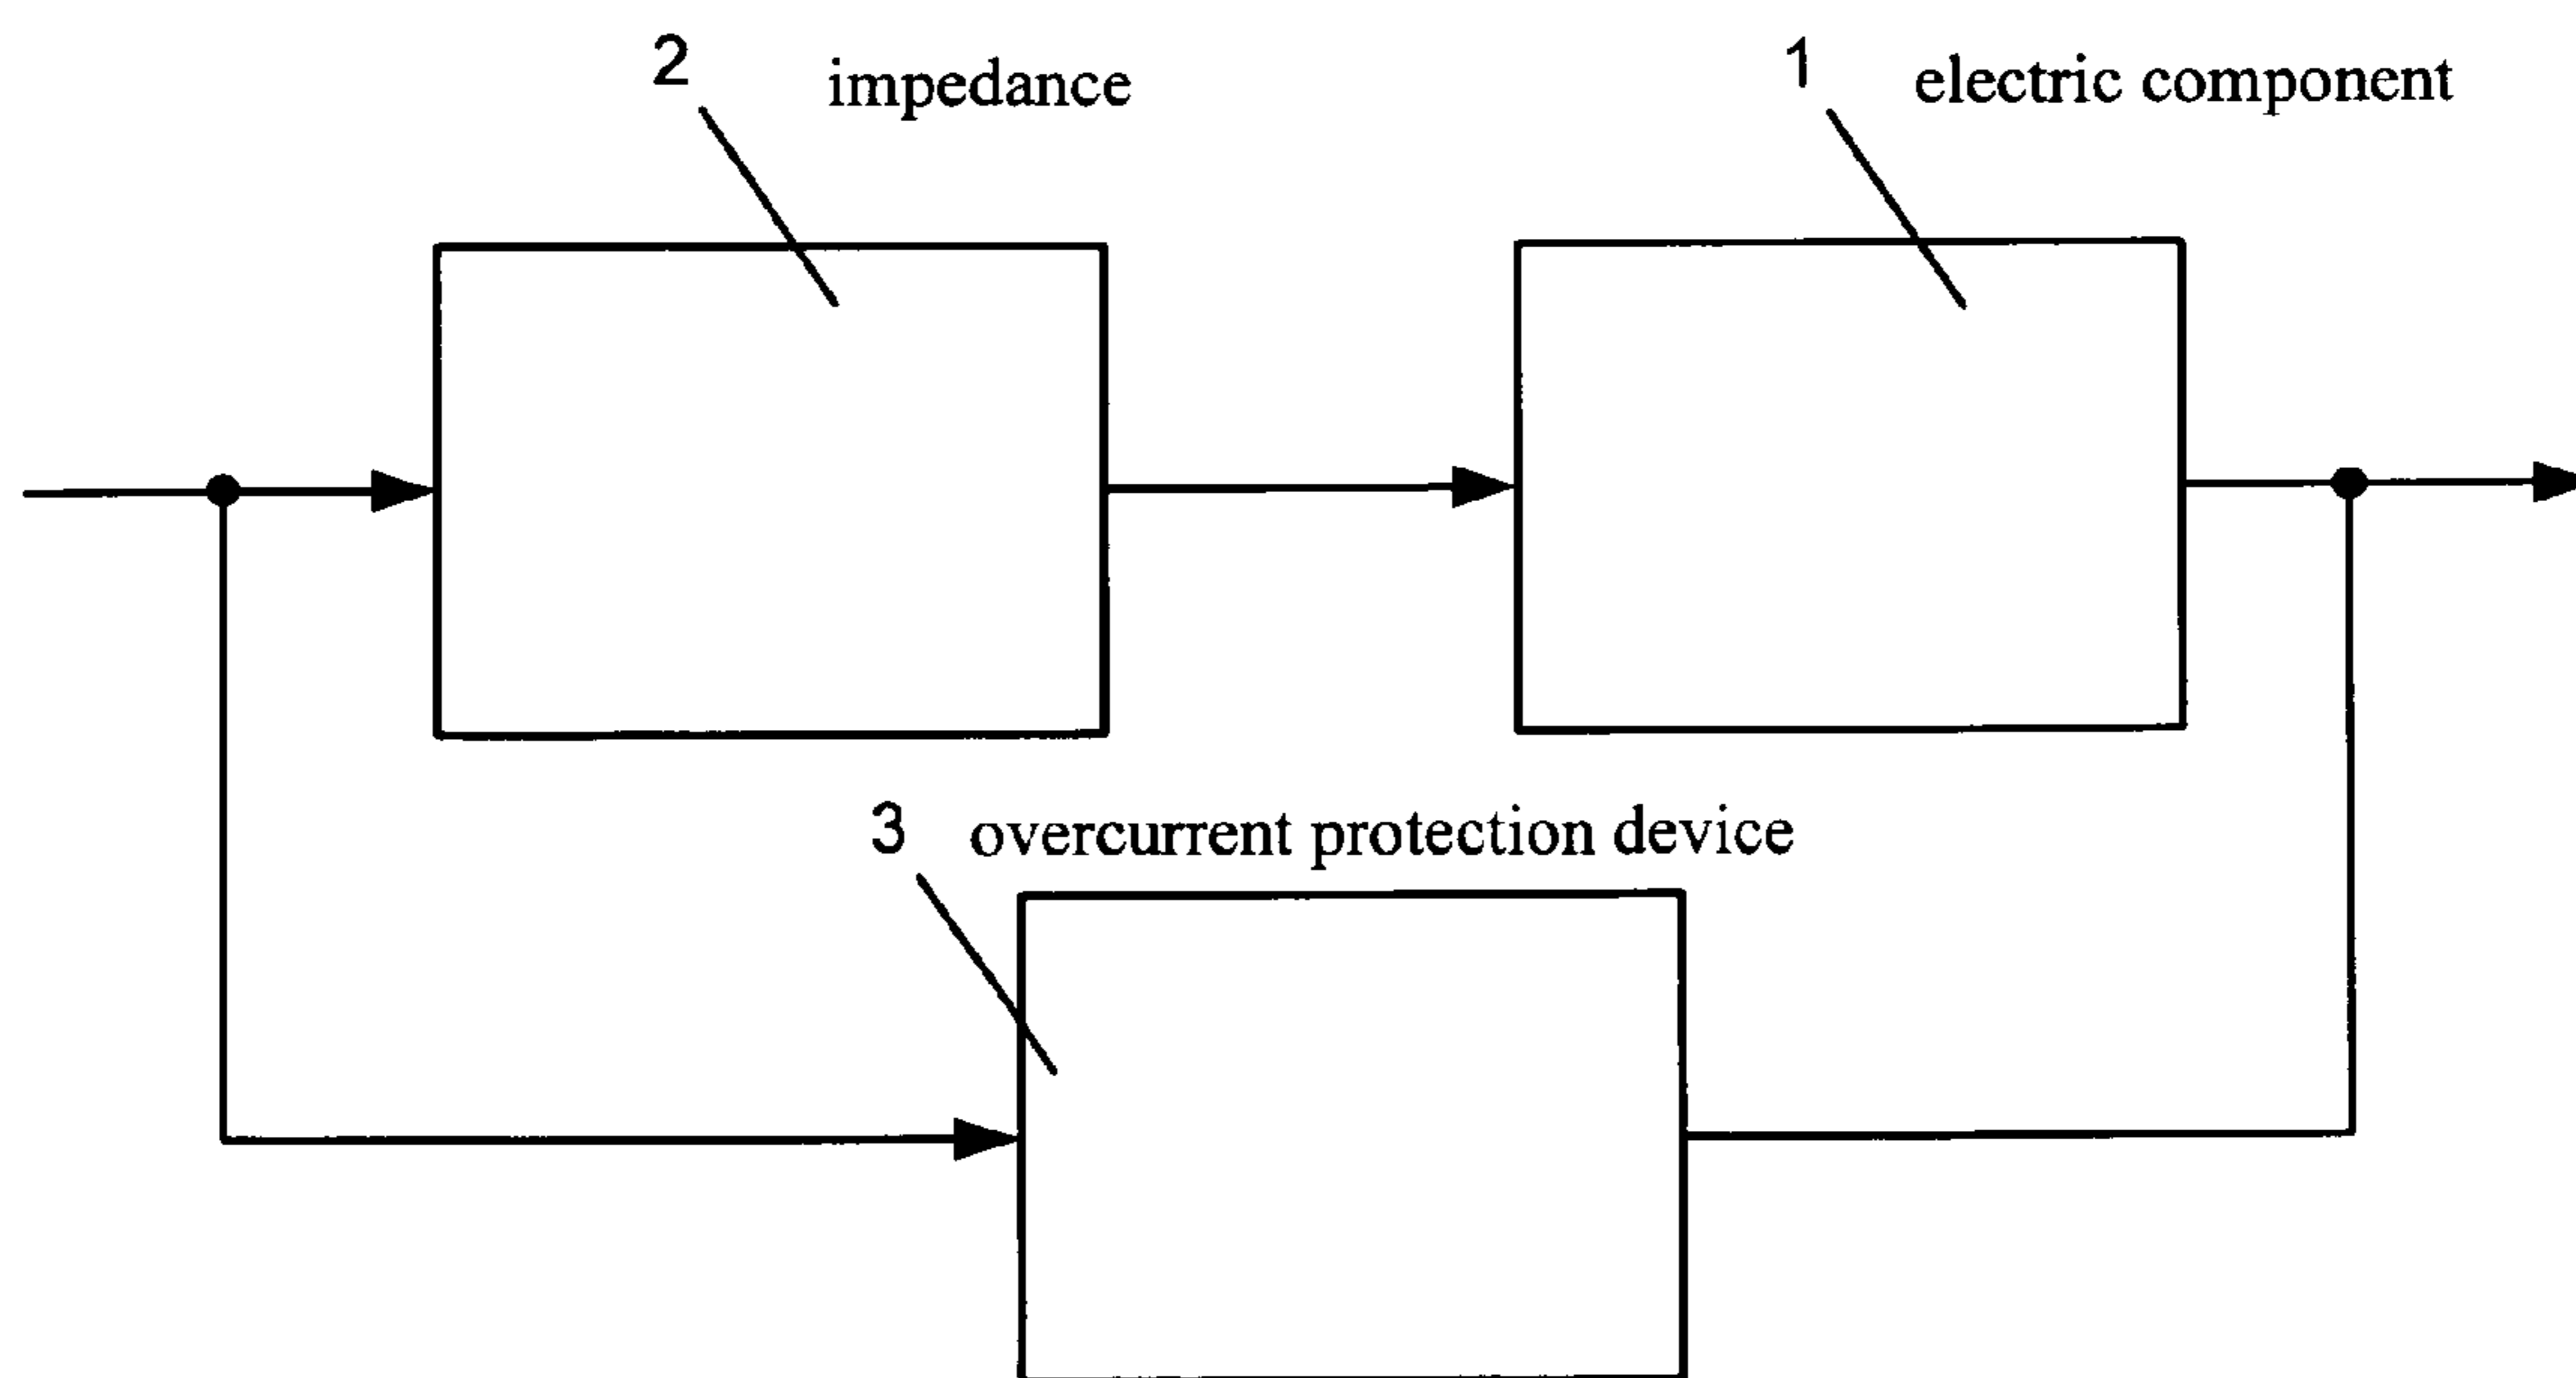 2 impedance
1 electric component
3 overcurrent protection device